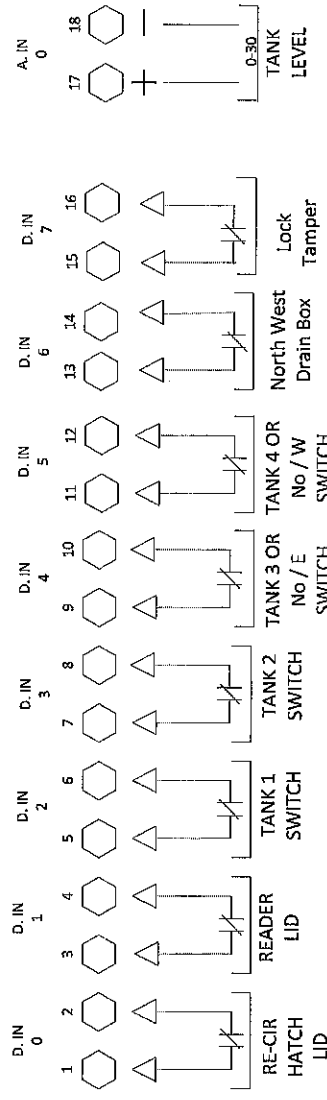 D. IN D. IN D. IN D. IN D. IN D. IN D. IN D. IN A. IN
0 1 2 3 4 5 6 7 0
1 2 3 4 5 6 7 8 9 10 11 12 13 14 15 16 17 18
+ −
0-30
RE-CIR
HATCH
LID
READER
LID
TANK 1
SWITCH
TANK 2
SWITCH
TANK 3 OR
No / E
SWITCH
TANK 4 OR
No / W
SWITCH
North West
Drain Box
Lock
Tamper
TANK
LEVEL